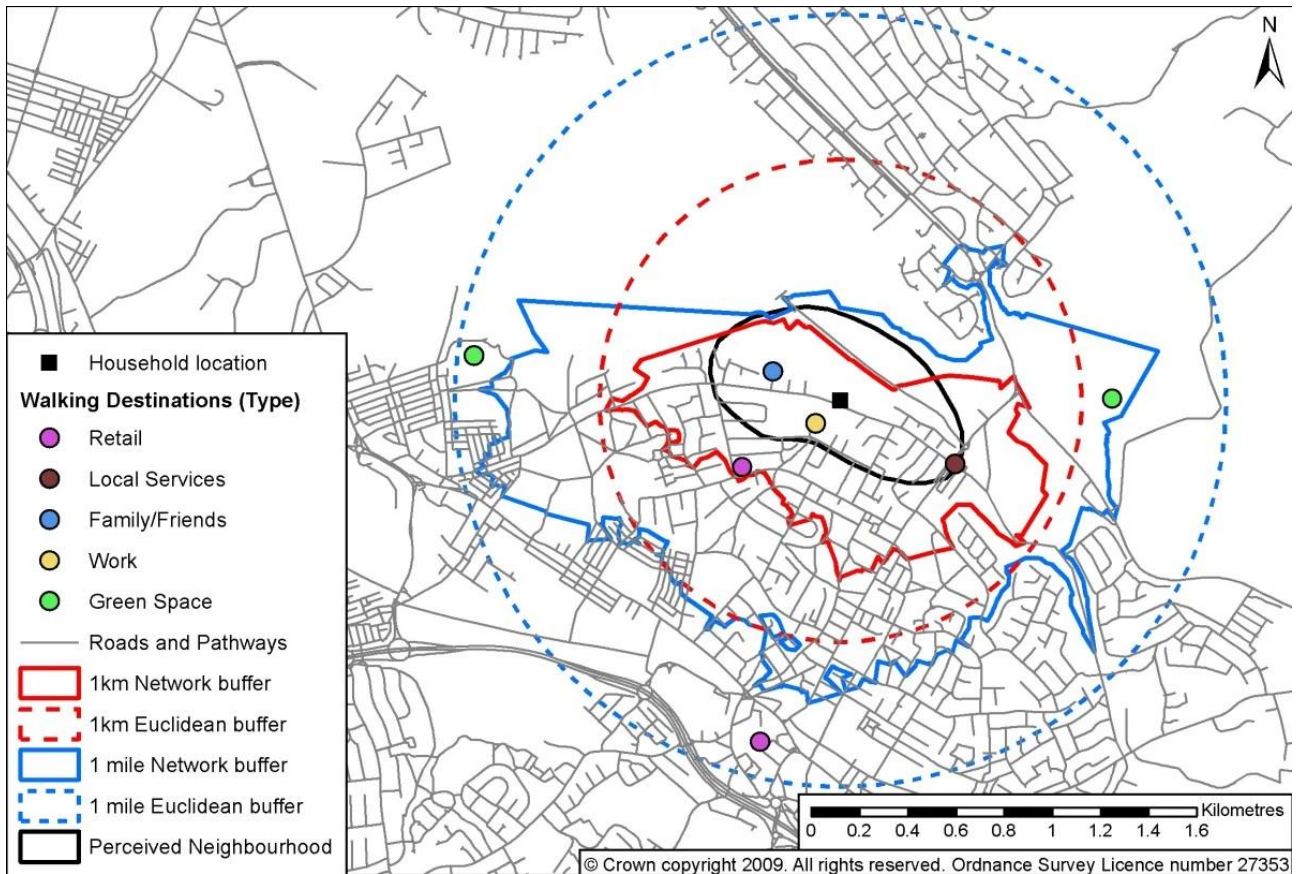 N
Household location
Walking Destinations (Type)
Retail
Local Services
Family/Friends
Work
Green Space
Roads and Pathways
1km Network buffer
1km Euclidean buffer
1 mile Network buffer
1 mile Euclidean buffer
Perceived Neighbourhood
Kilometres
0 0.2 0.4 0.6 0.8 1 1.2 1.4 1.6
© Crown copyright 2009. All rights reserved. Ordnance Survey Licence number 27353